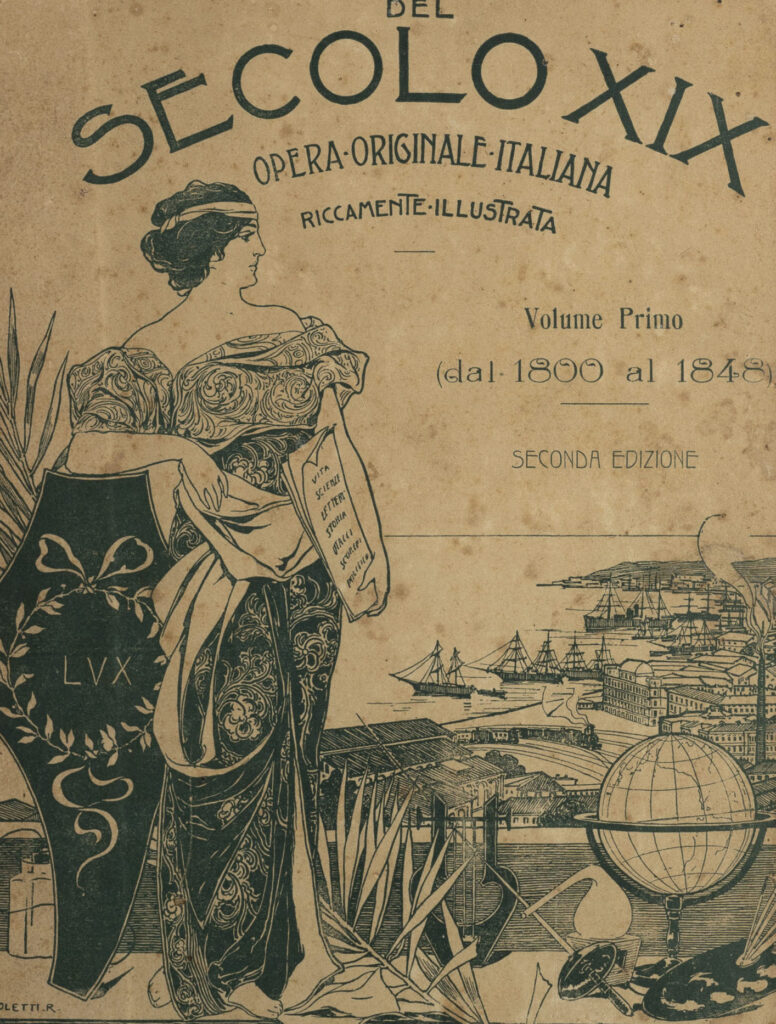 DEL
SECOLO XIX
OPERA·ORIGINALE·ITALIANA
RICCAMENTE·ILLUSTRATA
Volume Primo
(dal·1800 al 1848)
SECONDA EDIZIONE
VITA
SCIENZE
LETTERE
STORIA
LVX
OLETTI.R.